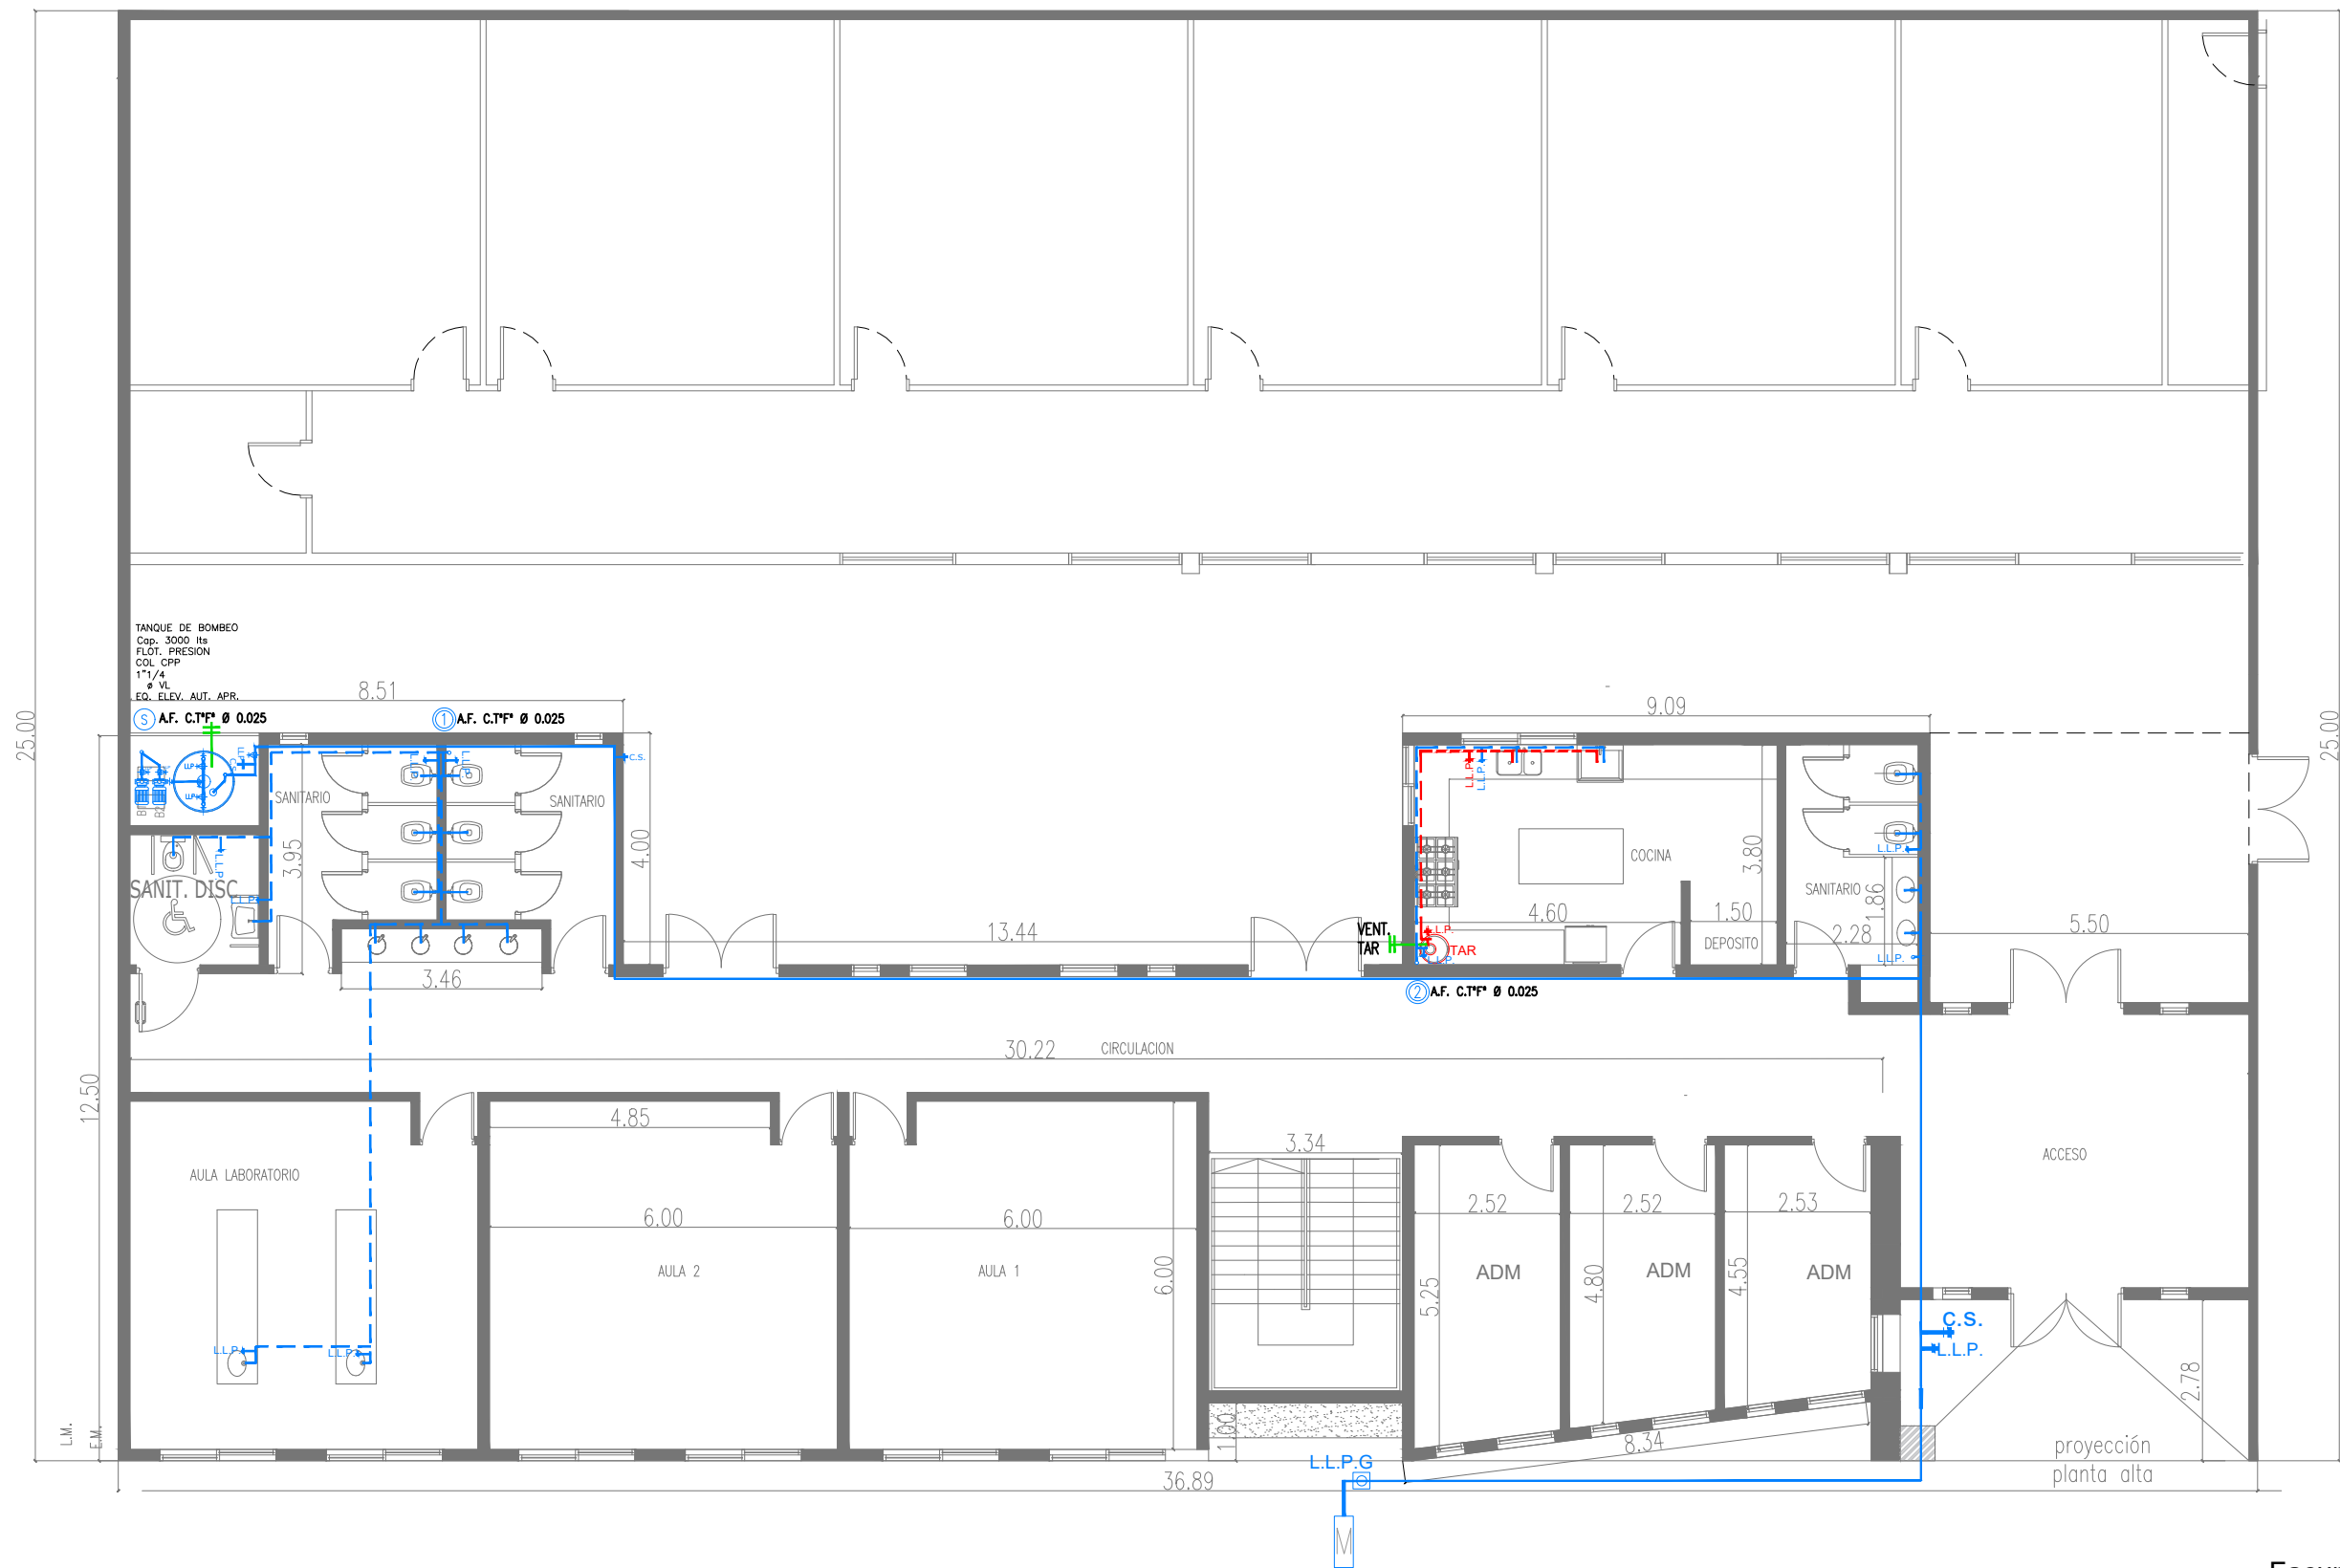 TANQUE DE BOMBEO
Cap. 3000 lts
FLOT. PRESION
COL CPP
1"1/4
ø VL
EQ. ELEV. AUT. APR.
8.51
9.09
25.00
25.00
S A.F. C.T°F° Ø 0.025
1 A.F. C.T°F° Ø 0.025
L.L.P.
C.S.
L.L.P.
L.L.P.
B1
B2
SANITARIO
SANITARIO
L.L.P.
L.L.P.
C.S.
3.95
4.00
L.L.P.
SANIT. DISC
L.L.P.
3.46
13.44
VENT.
TAR
L.L.P.
L.L.P.
COCINA
3.80
4.60
1.50
DEPOSITO
L.P.
TAR
L.L.P.
L.L.P.
SANITARIO
1.86
2.28
L.L.P.
5.50
2 A.F. C.T°F° Ø 0.025
30.22
CIRCULACION
12.50
4.85
3.34
ACCESO
AULA LABORATORIO
6.00
6.00
2.52
2.52
2.53
AULA 2
AULA 1
6.00
ADM
ADM
ADM
5.25
4.80
4.55
C.S.
L.L.P.
L.L.P.
L.L.P.
2.78
L.M.
E.M.
1.00
8.34
proyección
planta alta
L.L.P.G
36.89
M